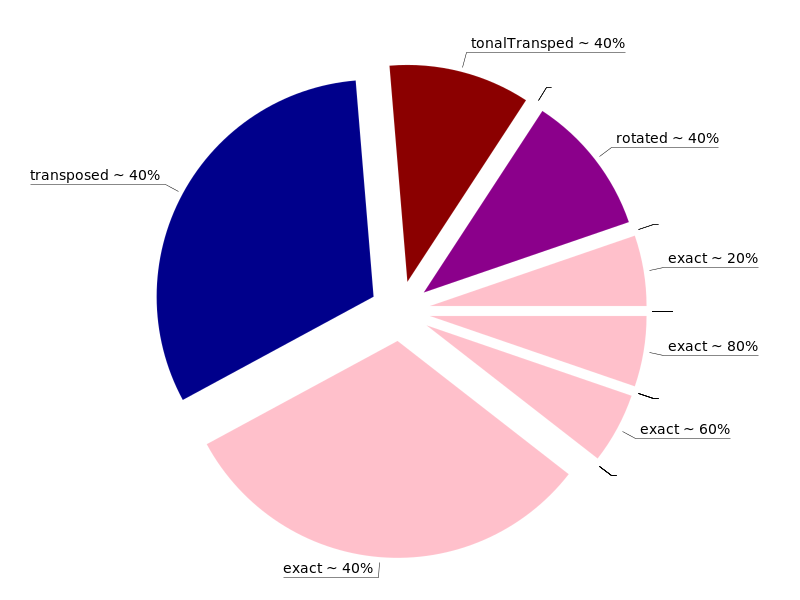 tonalTransped ~ 40%
rotated ~ 40%
transposed ~ 40%
exact ~ 20%
exact ~ 80%
exact ~ 60%
exact ~ 40%